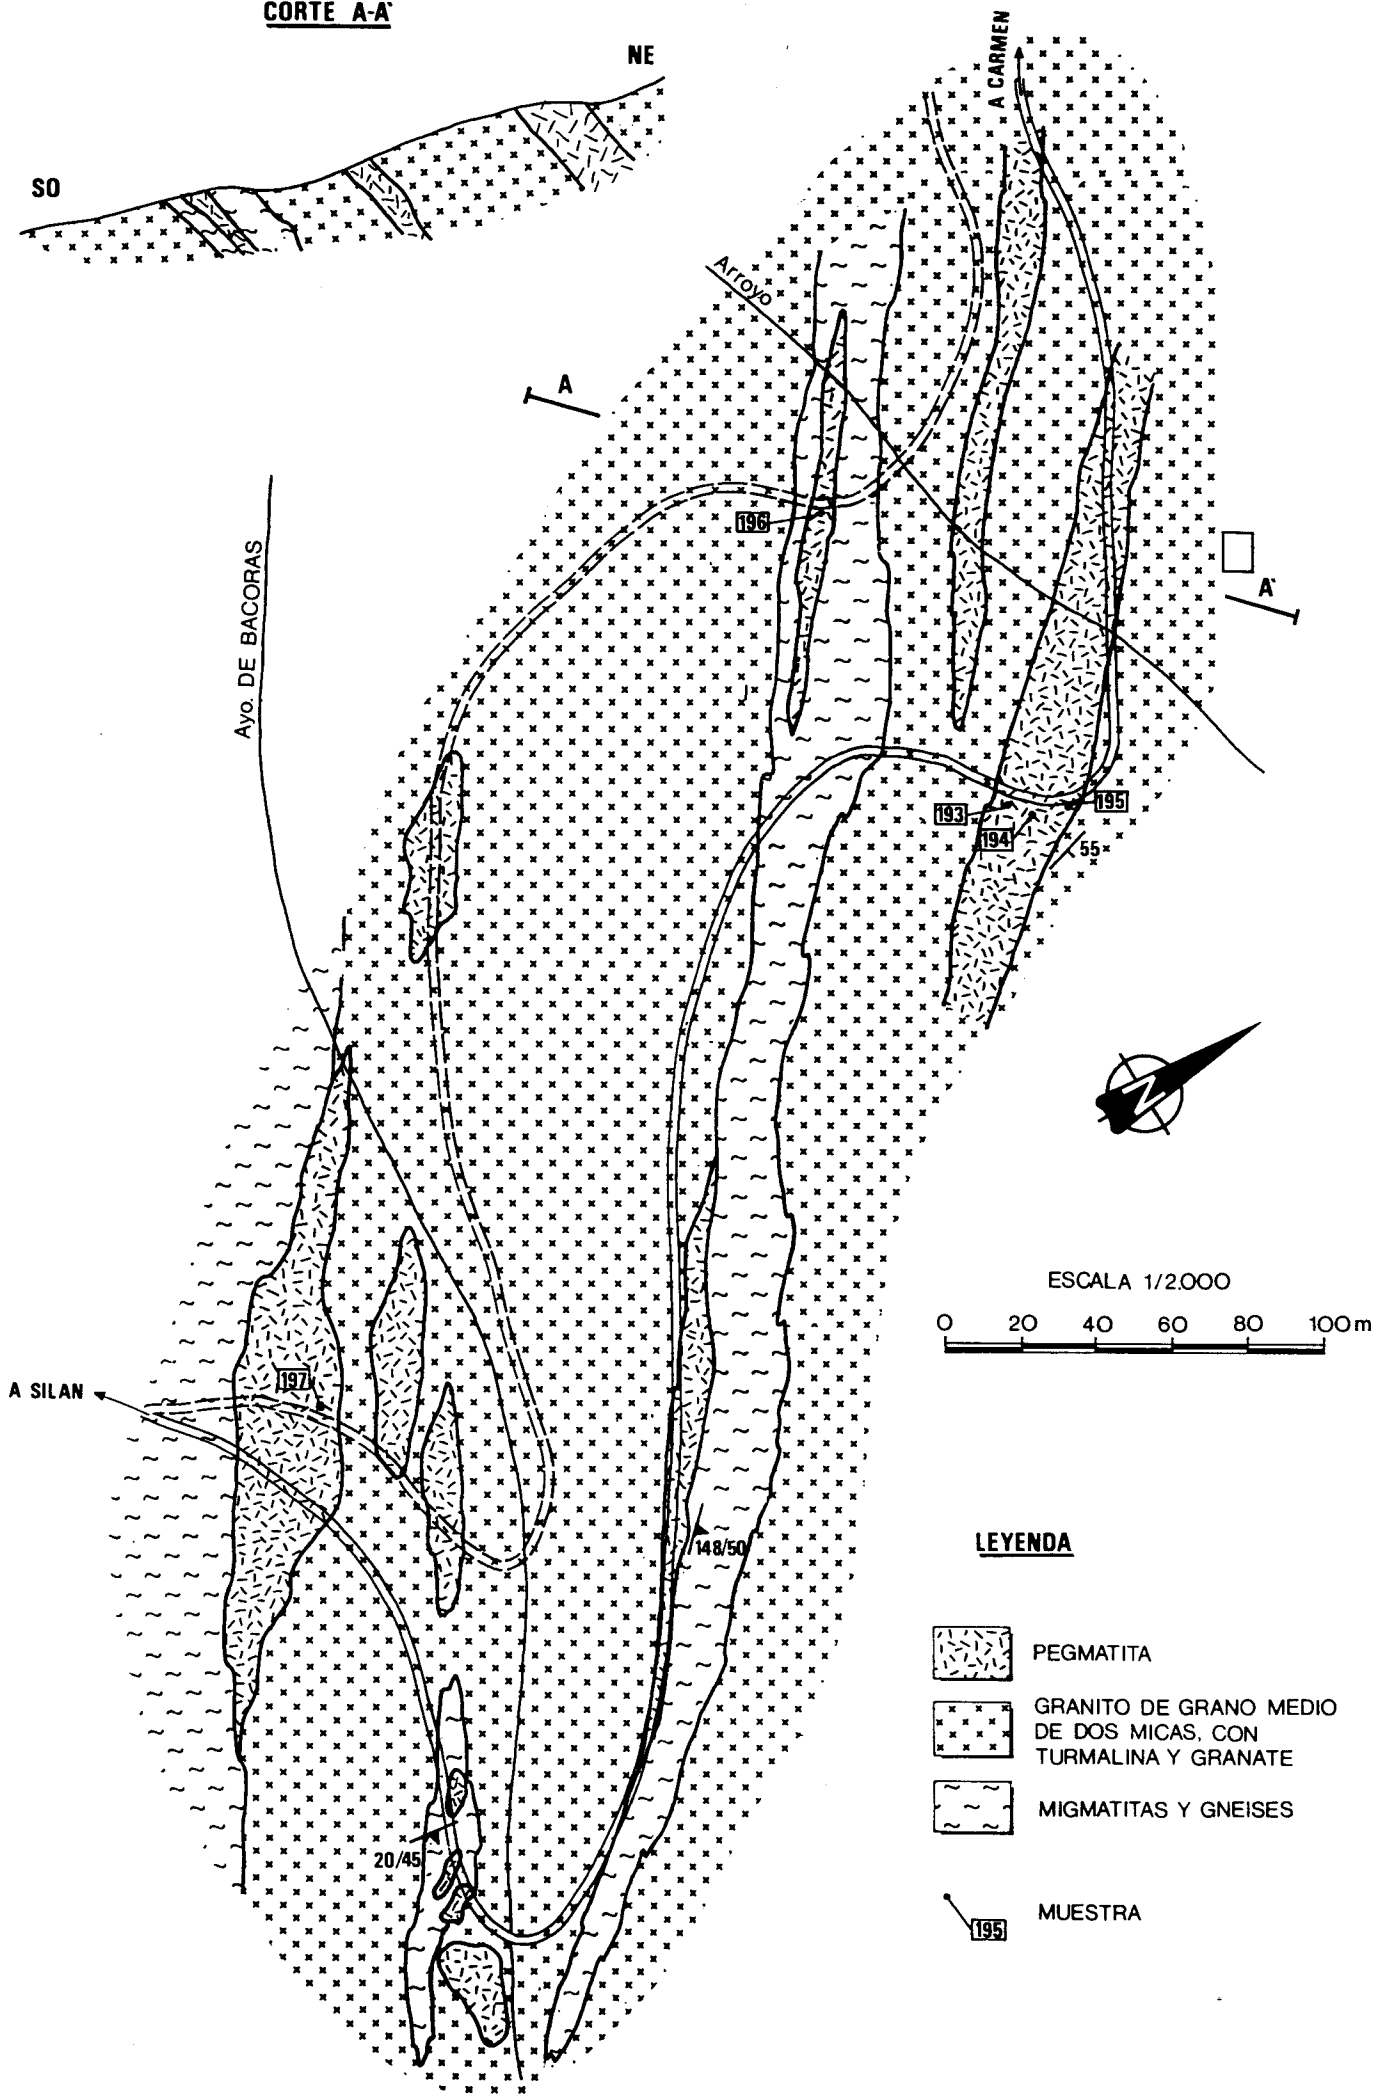 CORTE A-A'
NE
SO
A CARMEN
Arroyo
A
196
Ayo. DE BACORAS
A'
193
195
194
55
N
ESCALA 1/2.000
0 20 40 60 80 100 m
197
A SILAN
148/50
LEYENDA
PEGMATITA
GRANITO DE GRANO MEDIO
DE DOS MICAS, CON
TURMALINA Y GRANATE
MIGMATITAS Y GNEISES
20/45
MUESTRA
195